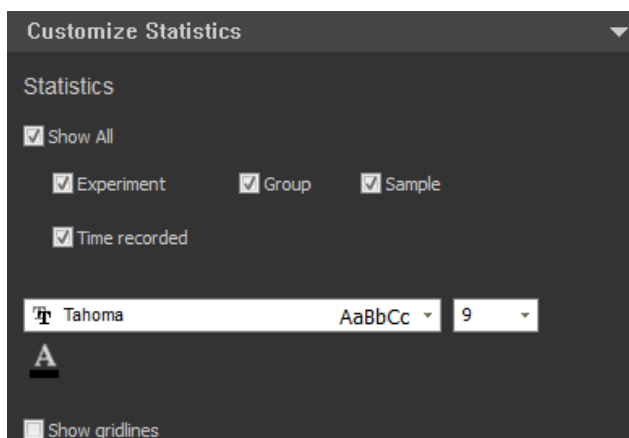 Customize Statistics
Statistics
Show All
Experiment Group Sample
Time recorded
Tahoma AaBbCc 9
A
Show gridlines